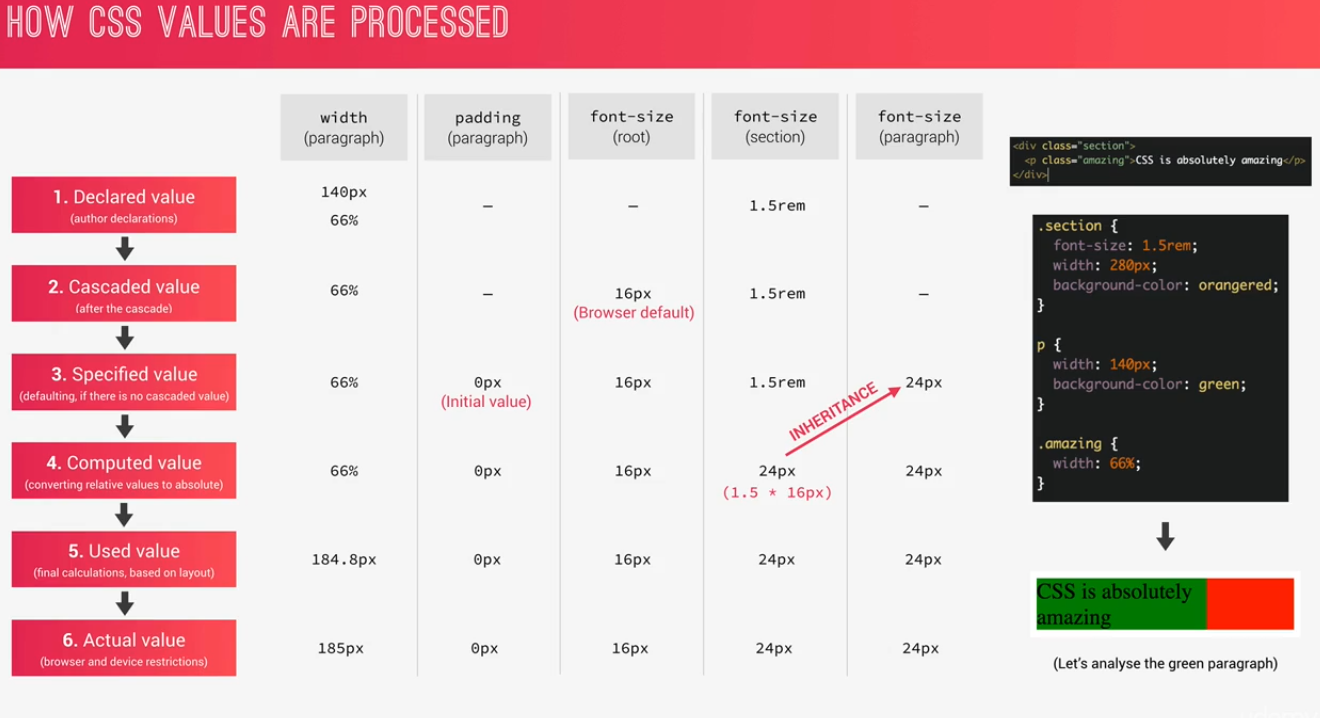 HOW CSS VALUES ARE PROCESSED
width
(paragraph)
padding
(paragraph)
font-size
(root)
font-size
(section)
font-size
(paragraph)
1. Declared value
(author declarations)
140px
66%
–
–
1.5rem
–
2. Cascaded value
(after the cascade)
66%
–
16px
(Browser default)
1.5rem
–
3. Specified value
(defaulting, if there is no cascaded value)
66%
0px
(Initial value)
16px
1.5rem
24px
INHERITANCE
4. Computed value
(converting relative values to absolute)
66%
0px
16px
24px
(1.5 * 16px)
24px
5. Used value
(final calculations, based on layout)
184.8px
0px
16px
24px
24px
6. Actual value
(browser and device restrictions)
185px
0px
16px
24px
24px
<div class="section">
<p class="amazing">CSS is absolutely amazing</p>
</div>
.section {
font-size: 1.5rem;
width: 280px;
background-color: orangered;
}
p {
width: 140px;
background-color: green;
}
.amazing {
width: 66%;
}
CSS is absolutely
amazing
(Let's analyse the green paragraph)